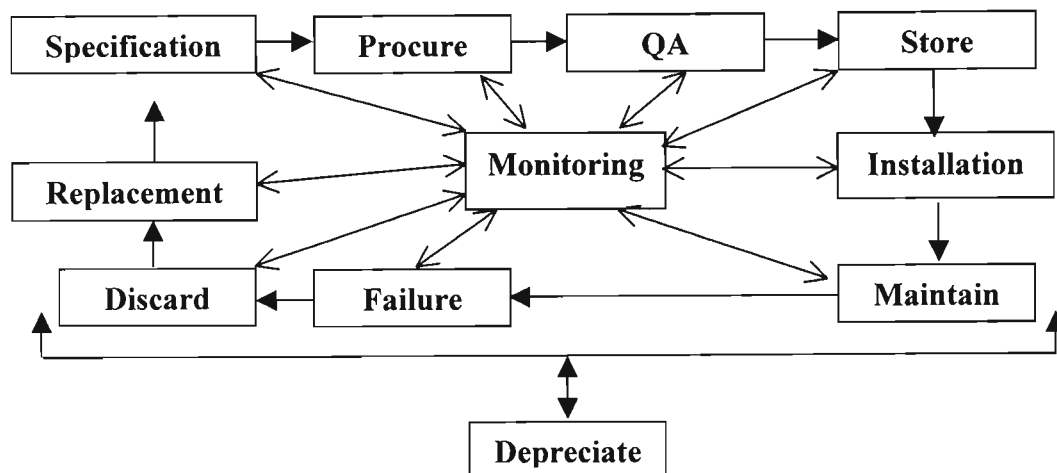 Specification
Procure
QA
Store
Monitoring
Installation
Replacement
Discard
Failure
Maintain
Depreciate